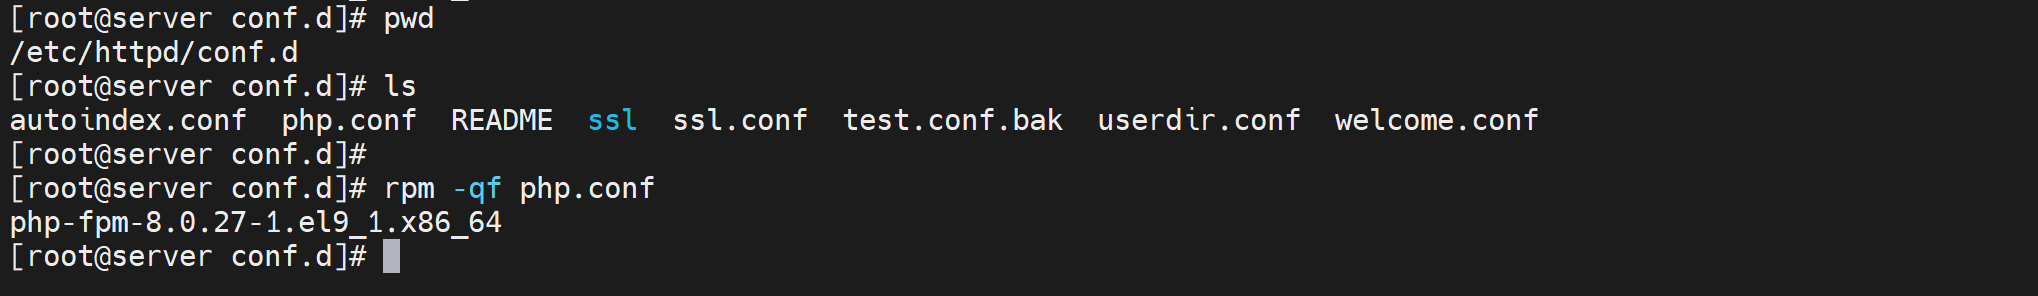 [root@server conf.d]# pwd
/etc/httpd/conf.d
[root@server conf.d]# ls
autoindex.conf  php.conf  README  ssl  ssl.conf  test.conf.bak  userdir.conf  welcome.conf
[root@server conf.d]#
[root@server conf.d]# rpm -qf php.conf
php-fpm-8.0.27-1.el9_1.x86_64
[root@server conf.d]#